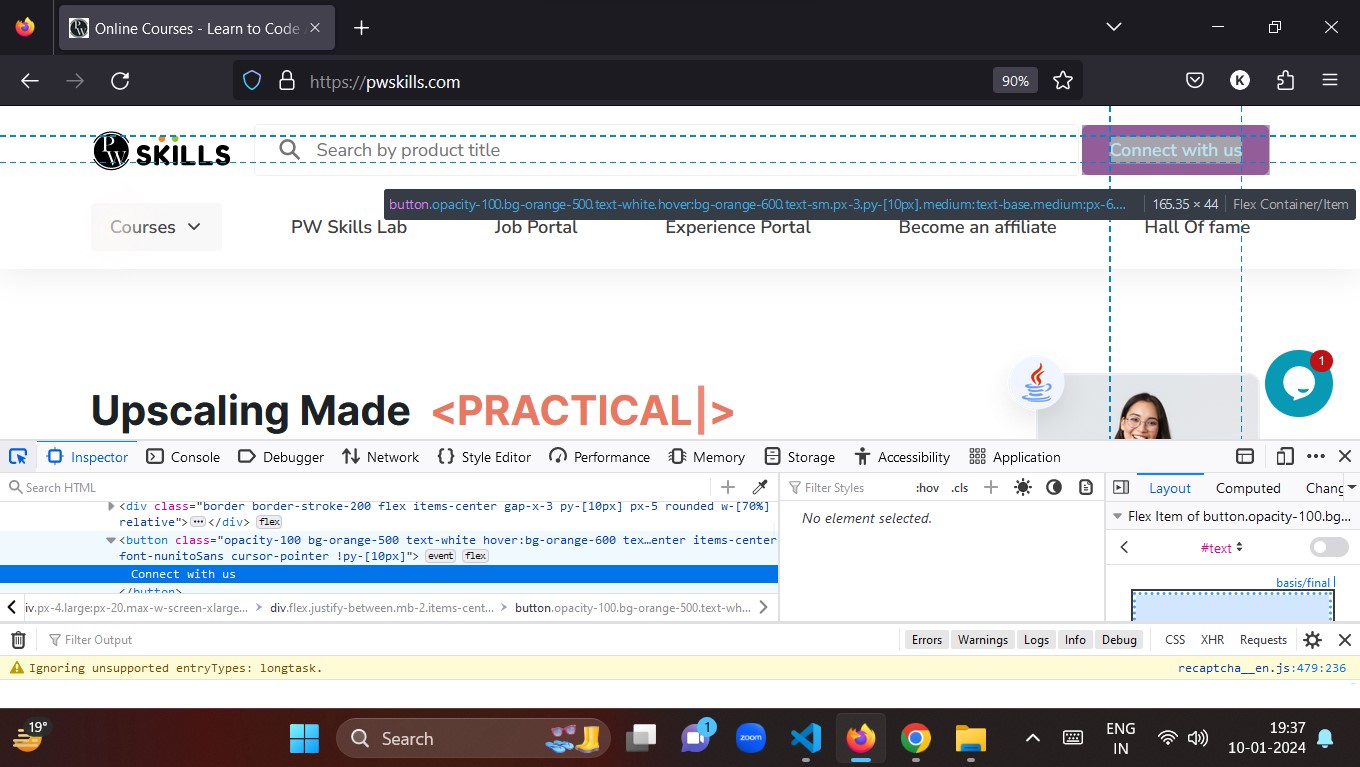 Online Courses - Learn to Code
https://pwskills.com
90%
K
PW SKILLS
Search by product title
Connect with us
button.opacity-100.bg-orange-500.text-white.hover:bg-orange-600.text-sm.px-3.py-[10px].medium:text-base.medium:px-6.... 165.35 × 44 Flex Container/Item
Courses PW Skills Lab Job Portal Experience Portal Become an affiliate Hall Of fame
1
Upscaling Made <PRACTICAL|>
Inspector Console Debugger Network Style Editor Performance Memory Storage Accessibility Application
Search HTML
Filter Styles :hov .cls
Layout Computed Chang
<div class="border border-stroke-200 flex items-center gap-x-3 py-[10px] px-5 rounded w-[70%]
relative"> ••• </div> flex
<button class="opacity-100 bg-orange-500 text-white hover:bg-orange-600 tex…enter items-center
font-nunitoSans cursor-pointer !py-[10px]"> event flex
Connect with us
</button>
No element selected.
Flex Item of button.opacity-100.bg...
#text
basis/final
iv.px-4.large:px-20.max-w-screen-xlarge... div.flex.justify-between.mb-2.items-cent... button.opacity-100.bg-orange-500.text-wh...
Filter Output Errors Warnings Logs Info Debug CSS XHR Requests
Ignoring unsupported entryTypes: longtask. recaptcha__en.js:479:236
19°
Search
1
zoom
ENG
IN
19:37
10-01-2024